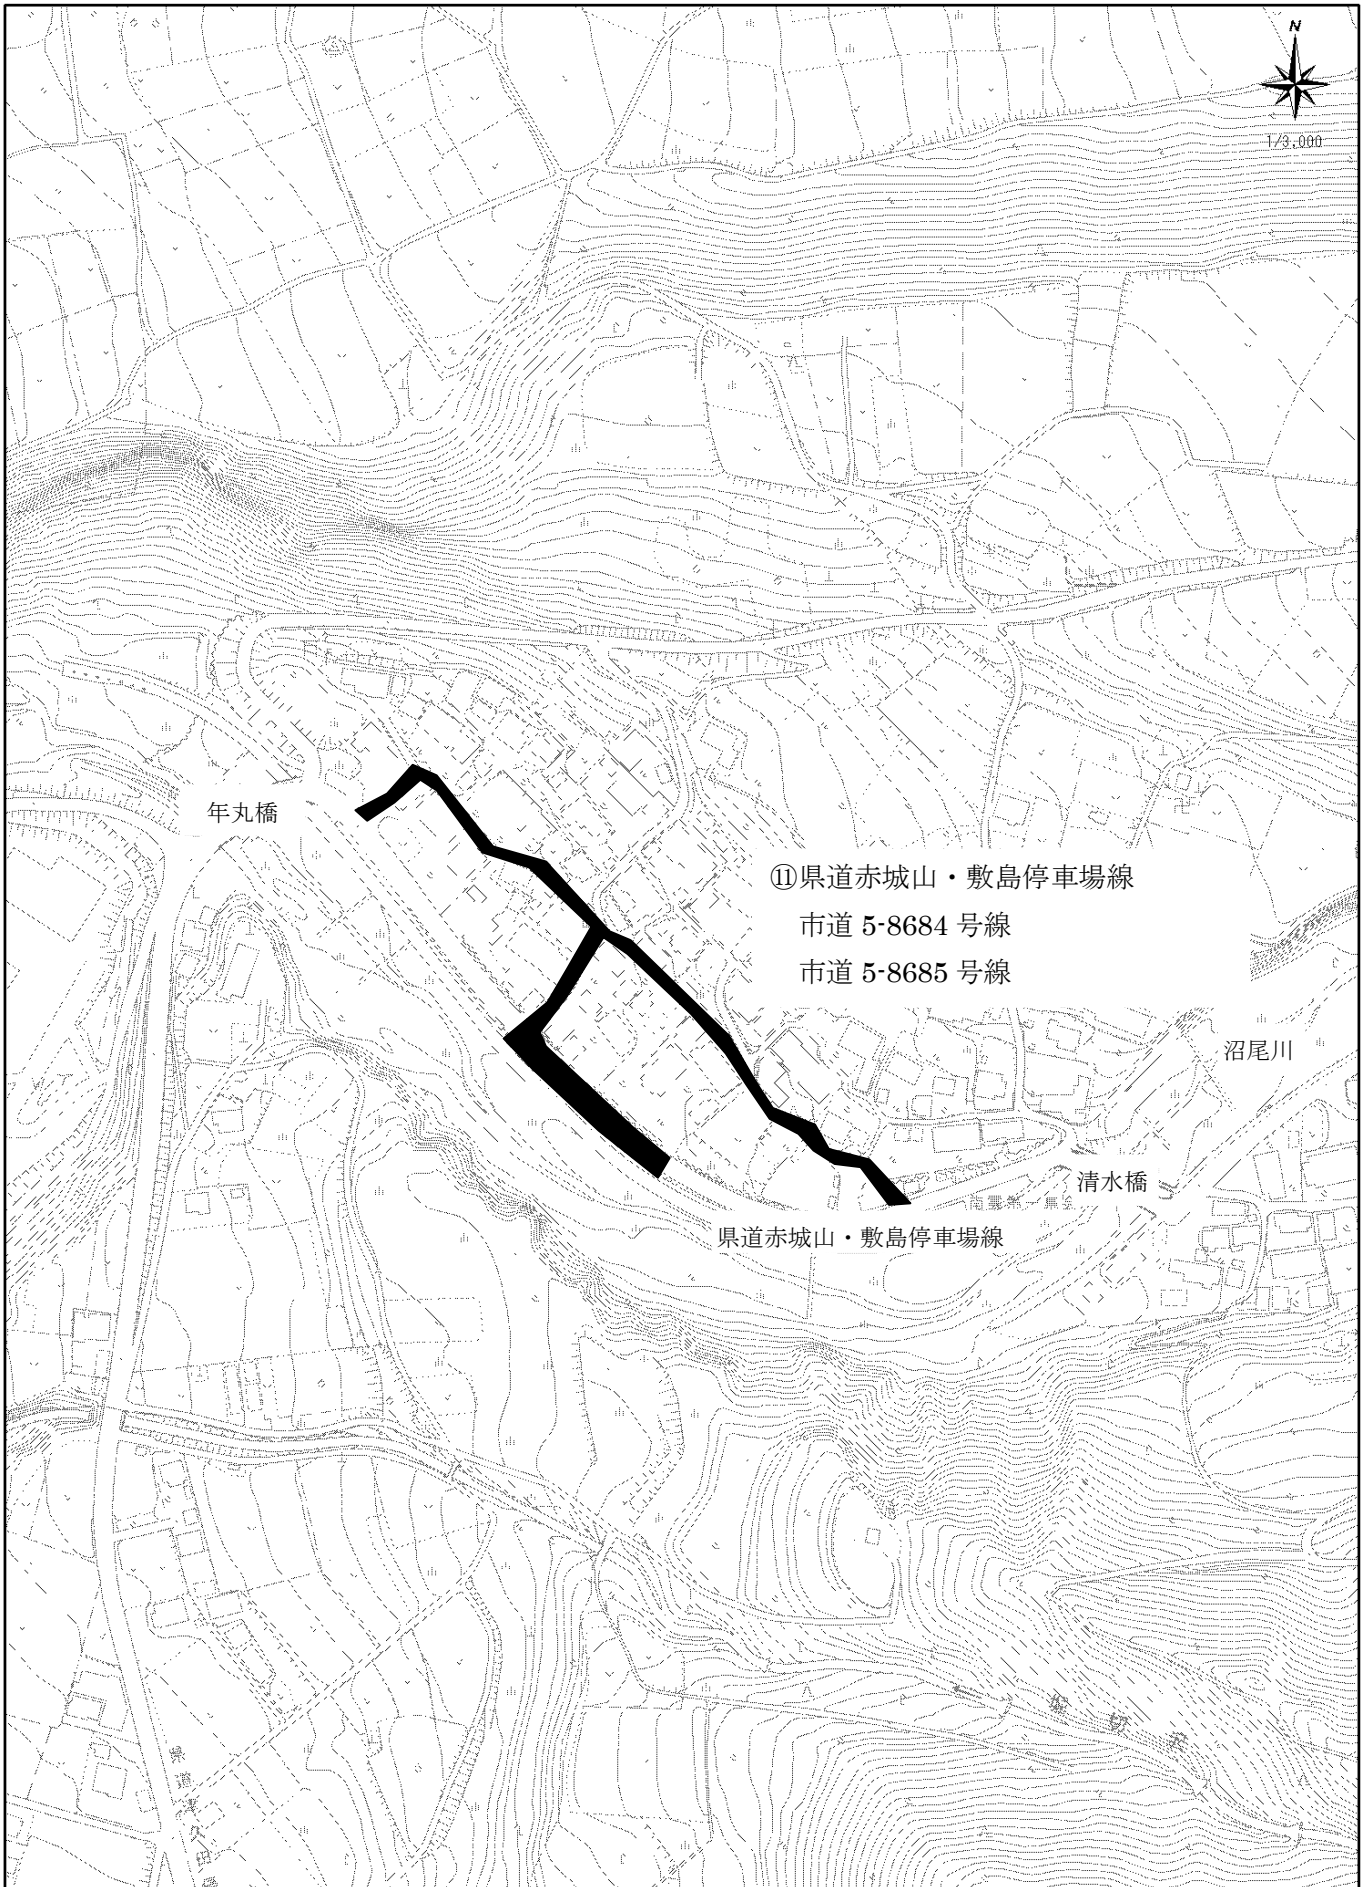 N
1/3,000
年丸橋
⑪県道赤城山・敷島停車場線
市道 5-8684 号線
市道 5-8685 号線
沼尾川
清水橋
県道赤城山・敷島停車場線